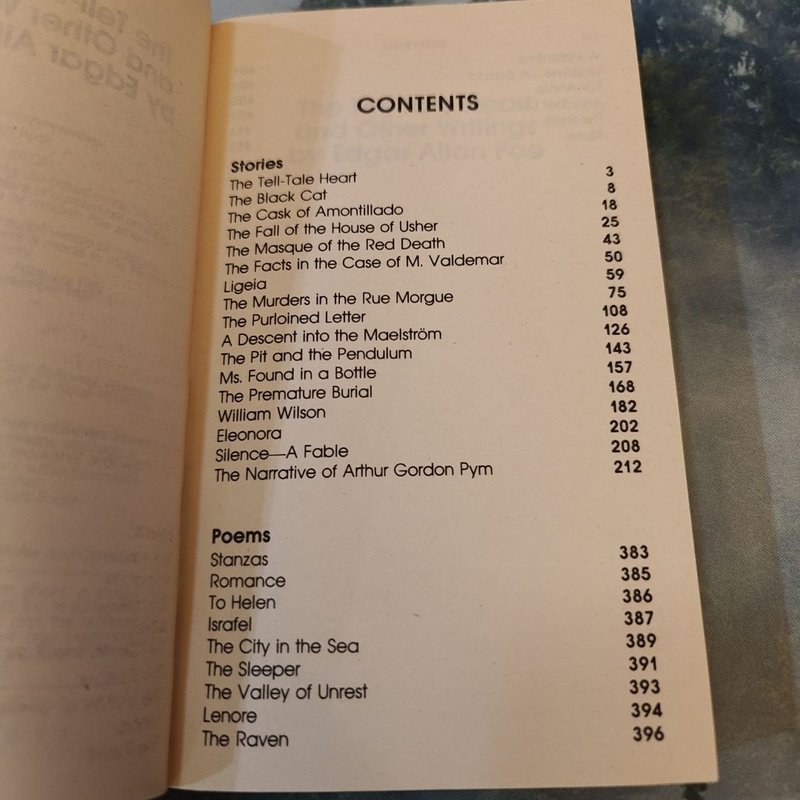 CONTENTS
Stories
The Tell-Tale Heart 3
The Black Cat 8
The Cask of Amontillado 18
The Fall of the House of Usher 25
The Masque of the Red Death 43
The Facts in the Case of M. Valdemar 50
Ligeia 59
The Murders in the Rue Morgue 75
The Purloined Letter 108
A Descent into the Maelström 126
The Pit and the Pendulum 143
Ms. Found in a Bottle 157
The Premature Burial 168
William Wilson 182
Eleonora 202
Silence—A Fable 208
The Narrative of Arthur Gordon Pym 212
Poems
Stanzas 383
Romance 385
To Helen 386
Israfel 387
The City in the Sea 389
The Sleeper 391
The Valley of Unrest 393
Lenore 394
The Raven 396